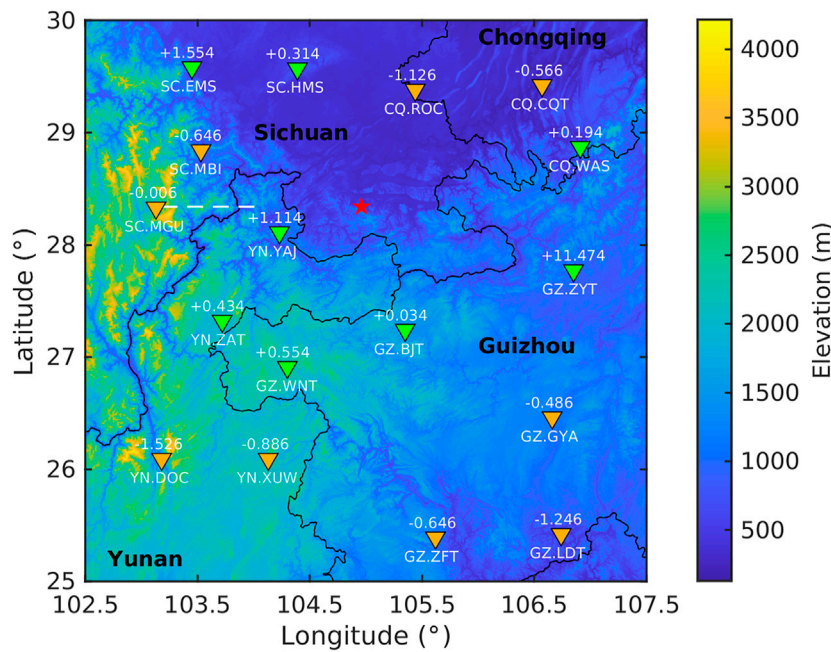 30
29
28
27
26
25
Latitude (°)
102.5
103.5
104.5
105.5
106.5
107.5
Longitude (°)
Chongqing
Sichuan
Guizhou
Yunan
+1.554
SC.EMS
+0.314
SC.HMS
-1.126
CQ.ROC
-0.566
CQ.CQT
-0.646
SC.MBI
+0.194
CQ.WAS
-0.006
SC.MGU
+1.114
YN.YAJ
+11.474
GZ.ZYT
+0.434
YN.ZAT
+0.034
GZ.BJT
+0.554
GZ.WNT
-0.486
GZ.GYA
-1.526
YN.DOC
-0.886
YN.XUW
-0.646
GZ.ZFT
-1.246
GZ.LDT
4000
3500
3000
2500
2000
1500
1000
500
Elevation (m)